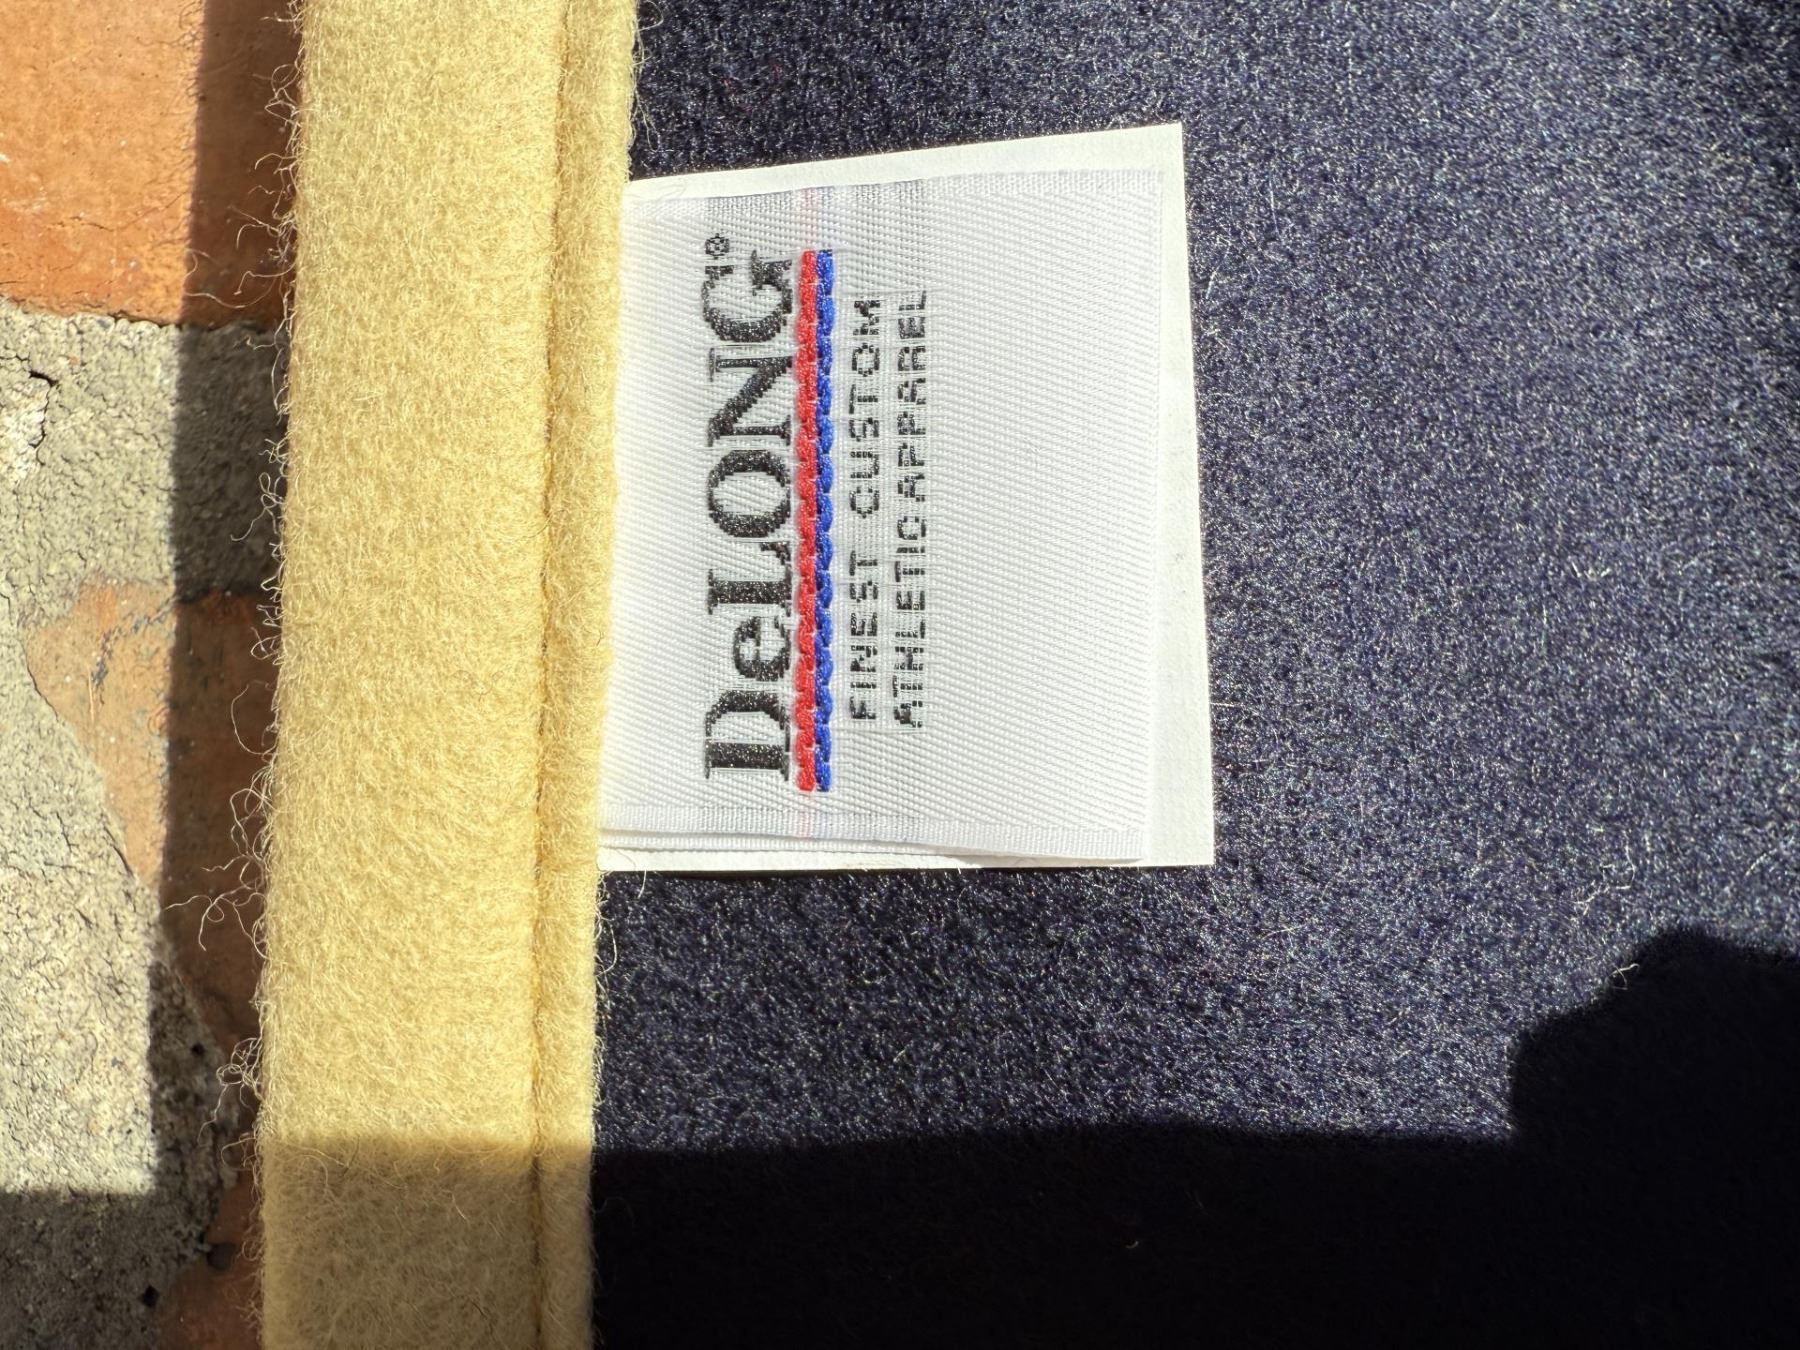 DeLONG®
FINEST CUSTOM
ATHLETIC APPAREL